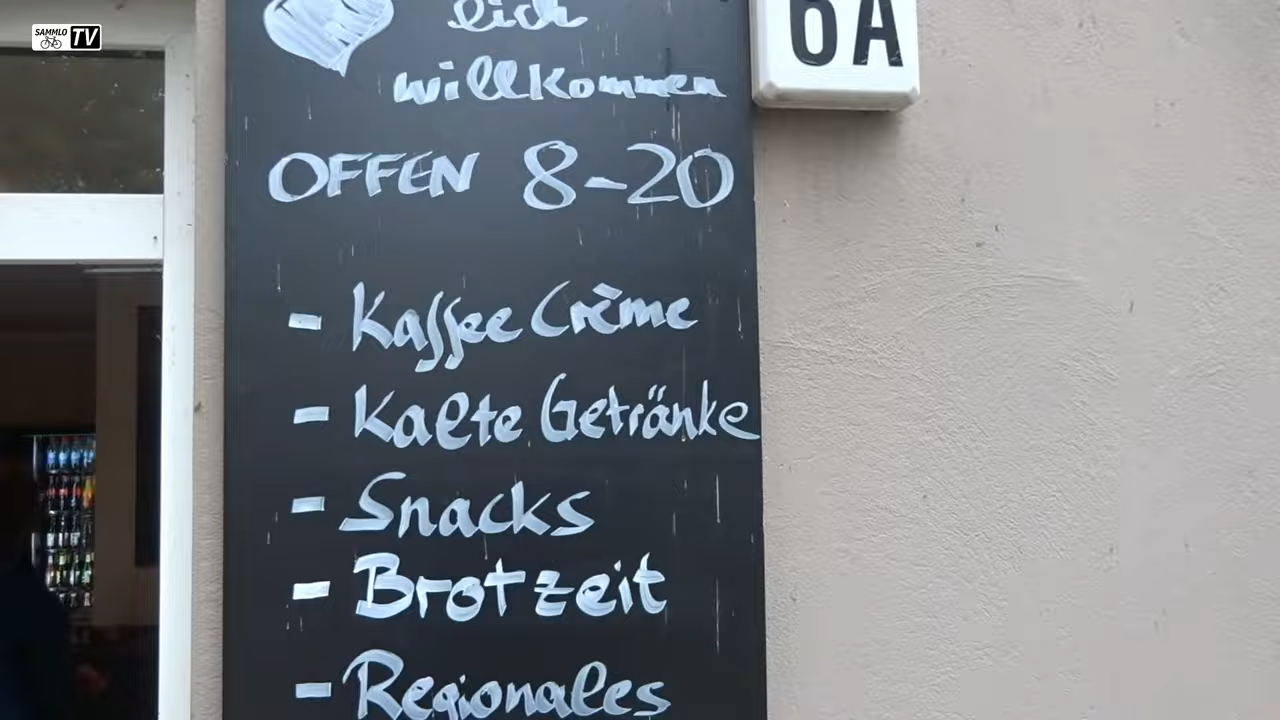 SAMMLO TV
lich
willkommen
6A
OFFEN 8-20
- Kaffee Crème
- Kalte Getränke
- Snacks
- Brotzeit
- Regionales